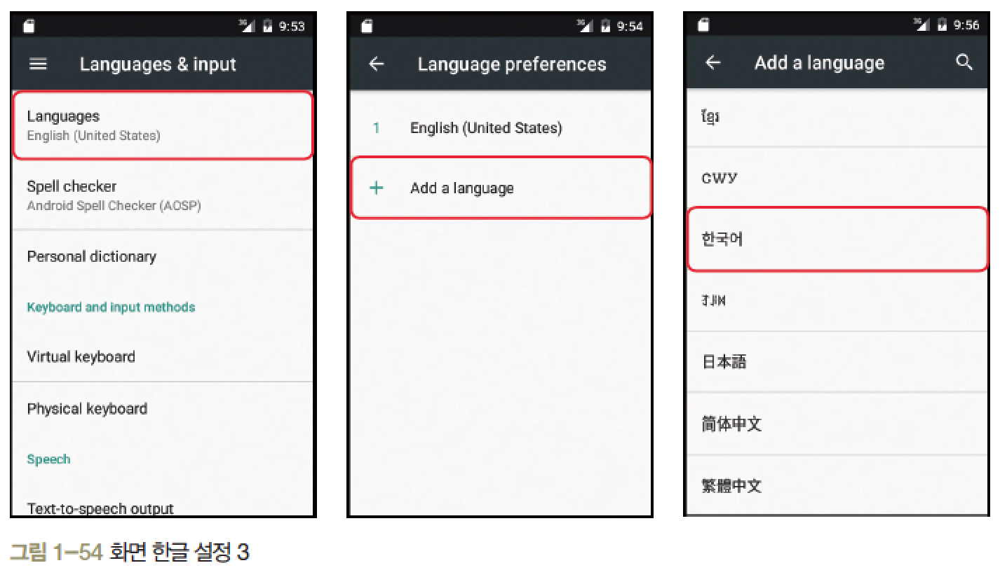 3G 9:53
Languages & input
Languages
English (United States)
Spell checker
Android Spell Checker (AOSP)
Personal dictionary
Keyboard and input methods
Virtual keyboard
Physical keyboard
Speech
Text-to-speech output
3G 9:54
Language preferences
1 English (United States)
+ Add a language
3G 9:56
Add a language
ខ្មែរ
ᏣᎳᎩ
한국어
日本語
简体中文
繁體中文
그림 1-54 화면 한글 설정 3